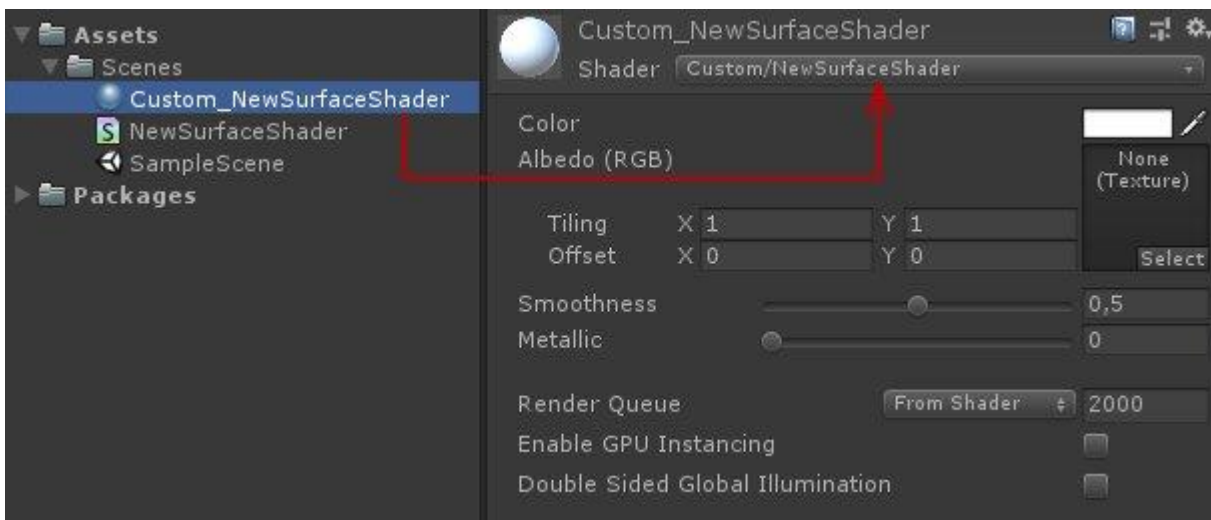 Assets
Scenes
Custom_NewSurfaceShader
NewSurfaceShader
SampleScene
Packages
Custom_NewSurfaceShader
Shader Custom/NewSurfaceShader
Color
Albedo (RGB)
None
(Texture)
Tiling X 1 Y 1
Offset X 0 Y 0
Select
Smoothness 0,5
Metallic 0
Render Queue From Shader 2000
Enable GPU Instancing
Double Sided Global Illumination